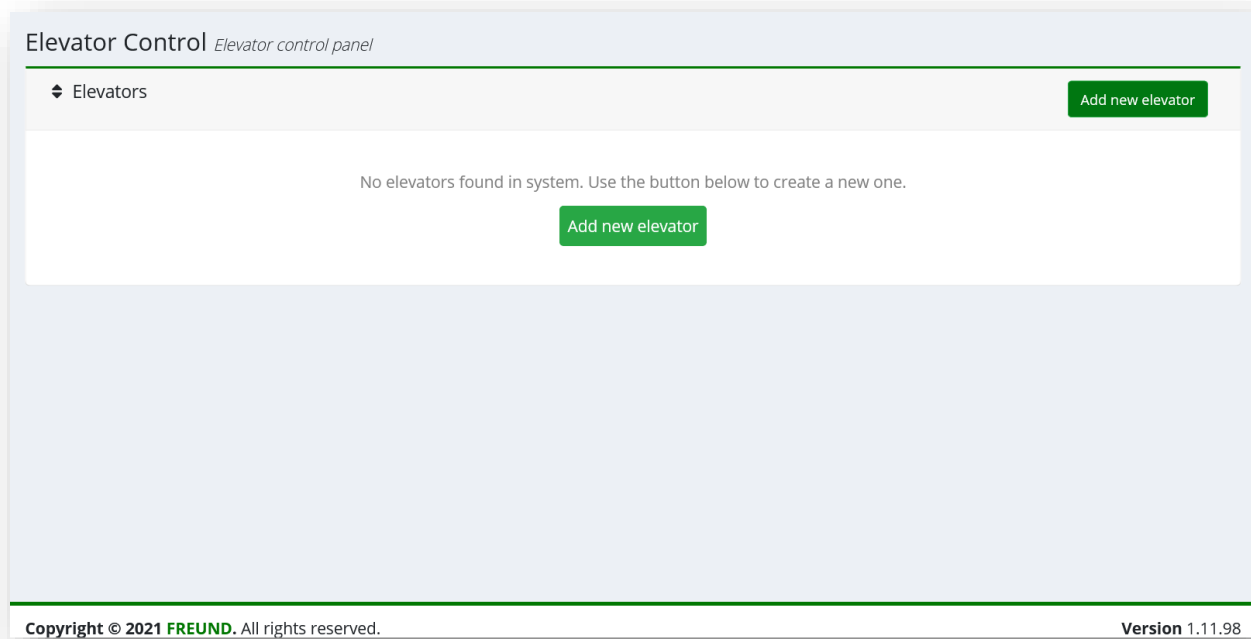 Elevator Control Elevator control panel
Elevators
Add new elevator
No elevators found in system. Use the button below to create a new one.
Add new elevator
Copyright © 2021 FREUND. All rights reserved.
Version 1.11.98